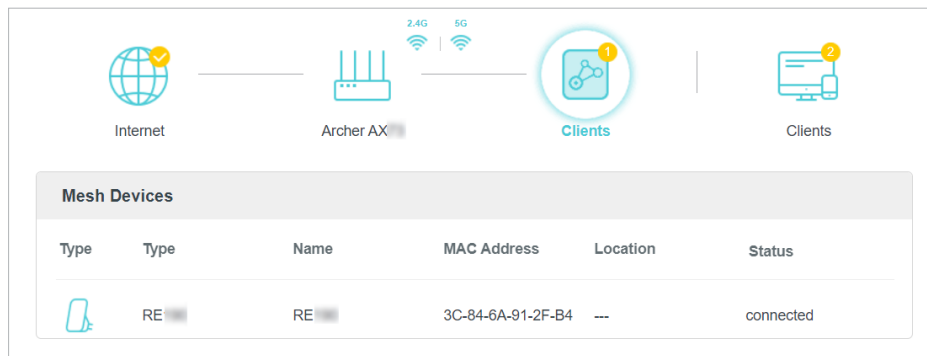 2.4G 5G
1
2
Internet
Archer AX
Clients
Clients
Mesh Devices
Type Type Name MAC Address Location Status
RE RE 3C-84-6A-91-2F-B4 --- connected